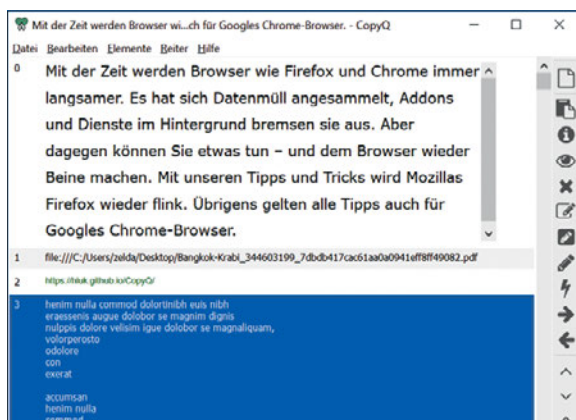 Mit der Zeit werden Browser wi...ch für Googles Chrome-Browser. - CopyQ
Datei Bearbeiten Elemente Reiter Hilfe
0 Mit der Zeit werden Browser wie Firefox und Chrome immer
langsamer. Es hat sich Datenmüll angesammelt, Addons
und Dienste im Hintergrund bremsen sie aus. Aber
dagegen können Sie etwas tun – und dem Browser wieder
Beine machen. Mit unseren Tipps und Tricks wird Mozillas
Firefox wieder flink. Übrigens gelten alle Tipps auch für
Googles Chrome-Browser.
1 file:///C:/Users/zelda/Desktop/Bangkok-Krabi_344603199_7dbdb417cac61aa0a0941eff8ff49082.pdf
2 https://hluk.github.io/CopyQ/
3 henim nulla commod dolortinibh euis nibh
eraessenis augue dolobor se magnim dignis
nulppis dolore velisim igue dolobor se magnaliquam,
volorperosto
odolore
con
exerat
accumsan
henim nulla
commod